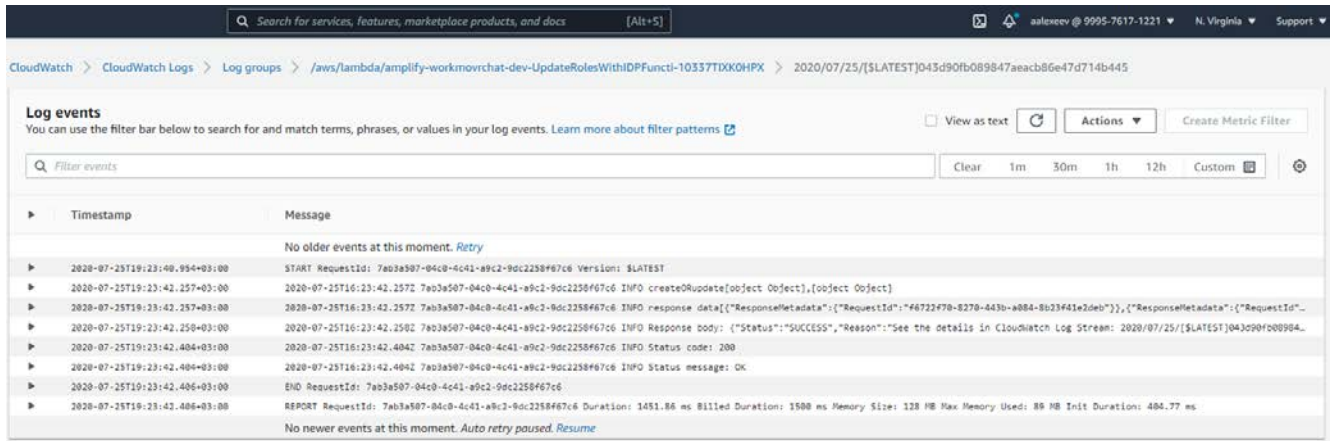 Search for services, features, marketplace products, and docs [Alt+S] aalexeev @ 9995-7617-1221 ▼ N. Virginia ▼ Support ▼
CloudWatch > CloudWatch Logs > Log groups > /aws/lambda/amplify-workmovrchat-dev-UpdateRolesWithIDPFuncti-10337TIXK0HPX > 2020/07/25/[$LATEST]043d90fb089847aeacb86e47d714b445
Log events
You can use the filter bar below to search for and match terms, phrases, or values in your log events. Learn more about filter patterns
View as text Actions ▼ Create Metric Filter
Filter events Clear 1m 30m 1h 12h Custom
Timestamp Message
No older events at this moment. Retry
2020-07-25T19:23:40.954+03:00 START RequestId: 7ab3a507-04c0-4c41-a9c2-9dc2258f67c6 Version: $LATEST
2020-07-25T19:23:42.257+03:00 2020-07-25T16:23:42.257Z 7ab3a507-04c0-4c41-a9c2-9dc2258f67c6 INFO createORupdate[object Object],[object Object]
2020-07-25T19:23:42.257+03:00 2020-07-25T16:23:42.257Z 7ab3a507-04c0-4c41-a9c2-9dc2258f67c6 INFO response data[{"ResponseMetadata":{"RequestId":"f6722f70-8270-443b-a084-8b23f41e2deb"}},{"ResponseMetadata":{"RequestId"…
2020-07-25T19:23:42.258+03:00 2020-07-25T16:23:42.258Z 7ab3a507-04c0-4c41-a9c2-9dc2258f67c6 INFO Response body: {"Status":"SUCCESS","Reason":"See the details in CloudWatch Log Stream: 2020/07/25/[$LATEST]043d90fb08984…
2020-07-25T19:23:42.404+03:00 2020-07-25T16:23:42.404Z 7ab3a507-04c0-4c41-a9c2-9dc2258f67c6 INFO Status code: 200
2020-07-25T19:23:42.404+03:00 2020-07-25T16:23:42.404Z 7ab3a507-04c0-4c41-a9c2-9dc2258f67c6 INFO Status message: OK
2020-07-25T19:23:42.406+03:00 END RequestId: 7ab3a507-04c0-4c41-a9c2-9dc2258f67c6
2020-07-25T19:23:42.406+03:00 REPORT RequestId: 7ab3a507-04c0-4c41-a9c2-9dc2258f67c6 Duration: 1451.86 ms Billed Duration: 1500 ms Memory Size: 128 MB Max Memory Used: 89 MB Init Duration: 404.77 ms
No newer events at this moment. Auto retry paused. Resume